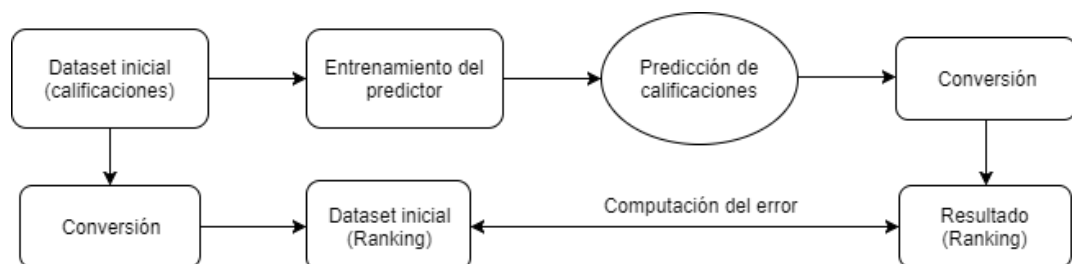 Dataset inicial
(calificaciones)
Entrenamiento del
predictor
Predicción de
calificaciones
Conversión
Conversión
Dataset inicial
(Ranking)
Computación del error
Resultado
(Ranking)